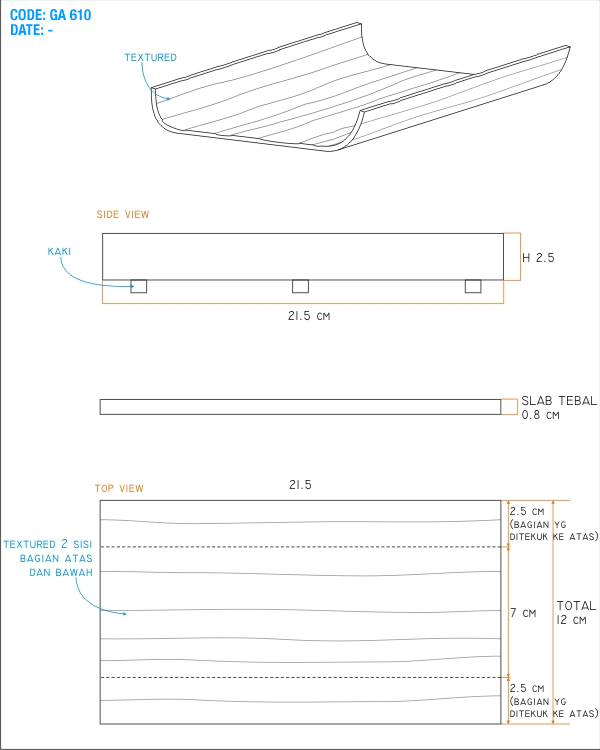 CODE: GA 610
DATE: -
TEXTURED
SIDE VIEW
KAKI
H 2.5
21.5 CM
SLAB TEBAL
0.8 CM
21.5
TOP VIEW
2.5 CM
(BAGIAN YG
DITEKUK KE ATAS)
TEXTURED 2 SISI
BAGIAN ATAS
DAN BAWAH
7 CM
TOTAL
12 CM
2.5 CM
(BAGIAN YG
DITEKUK KE ATAS)